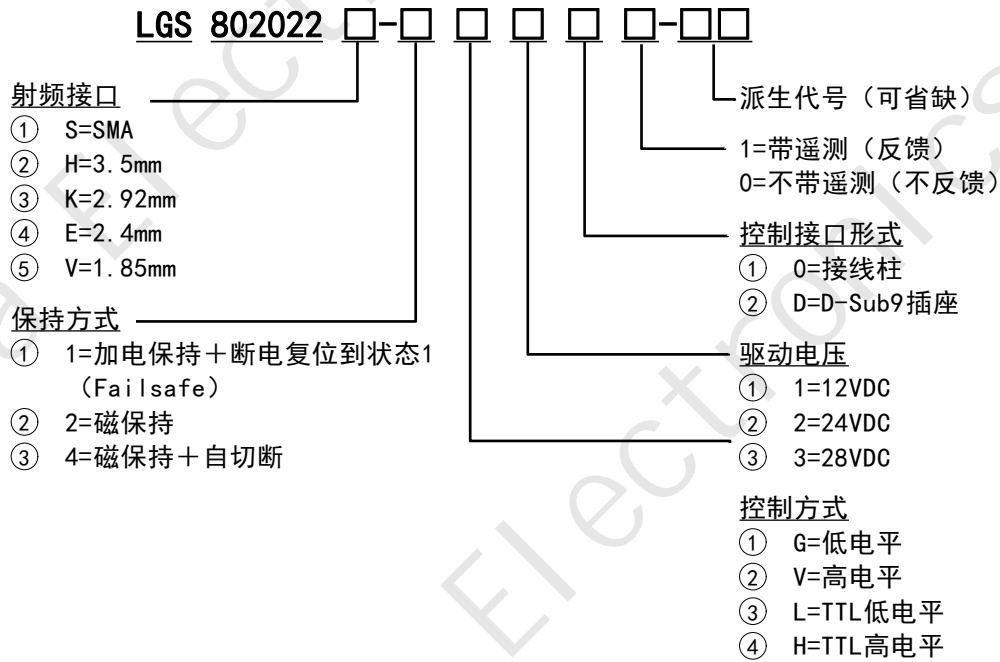 LGS 802022 □-□ □ □ □ □-□□
射频接口
① S=SMA
② H=3.5mm
③ K=2.92mm
④ E=2.4mm
⑤ V=1.85mm
保持方式
① 1=加电保持＋断电复位到状态1
（Failsafe）
② 2=磁保持
③ 4=磁保持＋自切断
派生代号（可省缺）
1=带遥测（反馈）
0=不带遥测（不反馈）
控制接口形式
① 0=接线柱
② D=D-Sub9插座
驱动电压
① 1=12VDC
② 2=24VDC
③ 3=28VDC
控制方式
① G=低电平
② V=高电平
③ L=TTL低电平
④ H=TTL高电平
Electronics